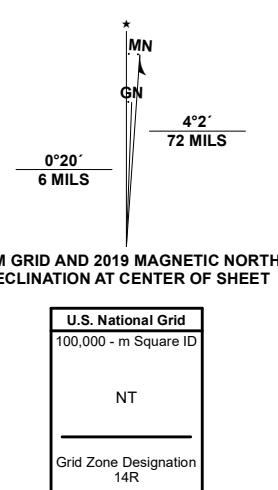 ★
MN
GN
4°2´
72 MILS
0°20´
6 MILS
M GRID AND 2019 MAGNETIC NORTH
ECLINATION AT CENTER OF SHEET
U.S. National Grid
100,000 - m Square ID
NT
Grid Zone Designation
14R